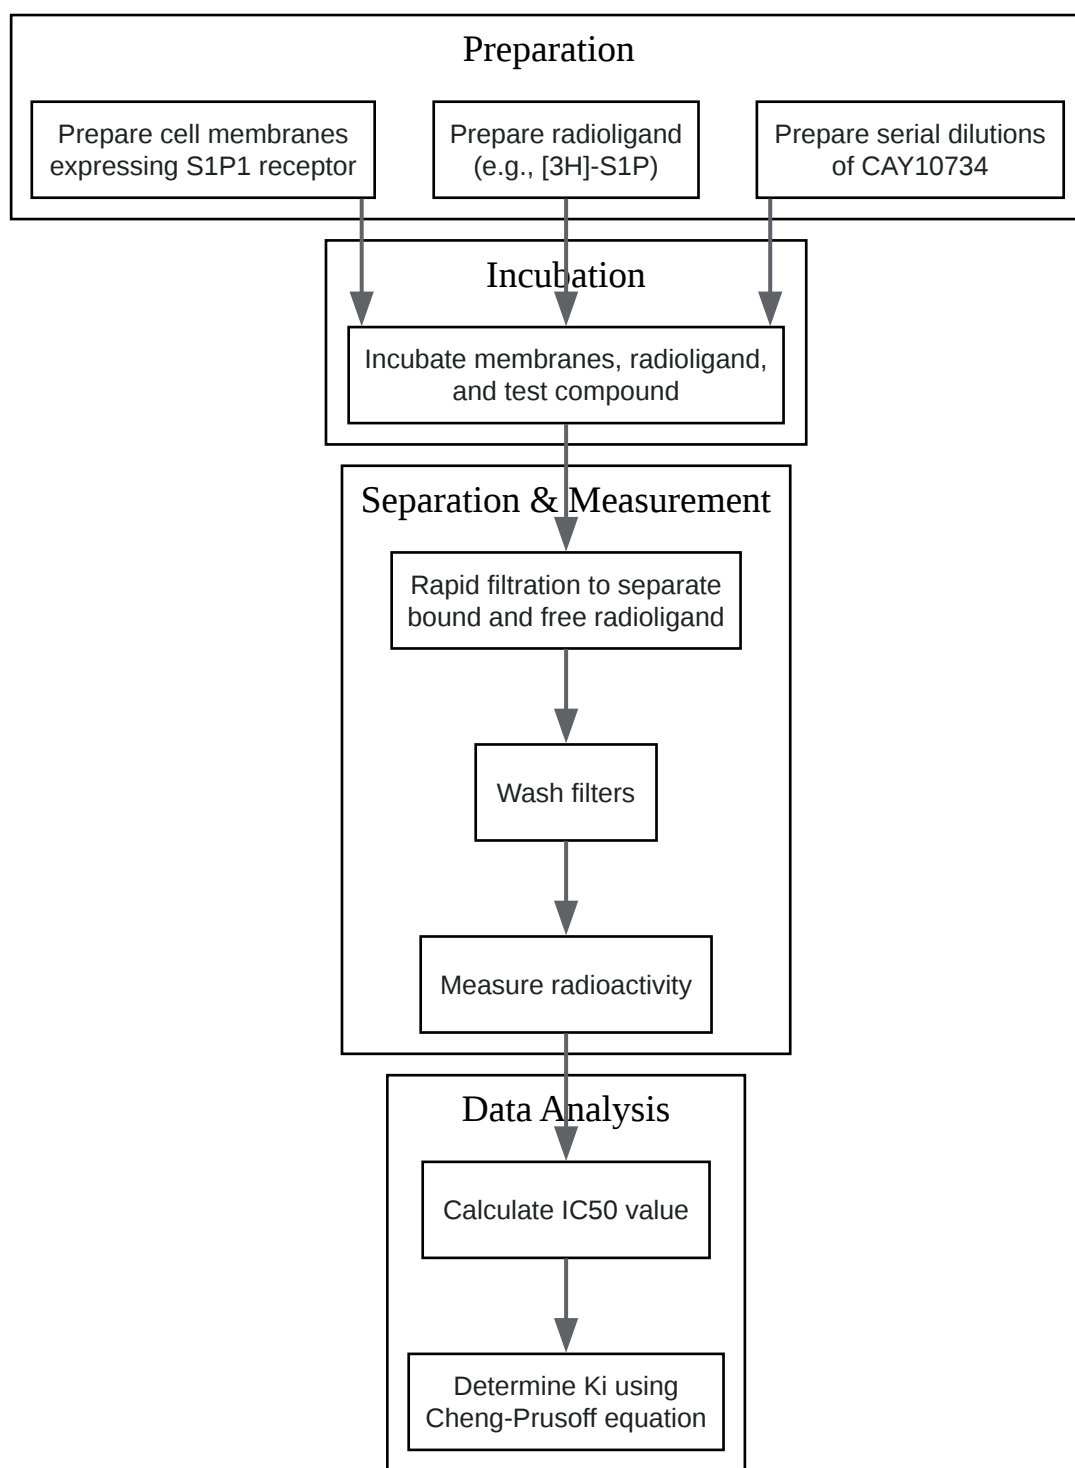 Preparation
Prepare cell membranes
expressing S1P1 receptor
Prepare radioligand
(e.g., [3H]-S1P)
Prepare serial dilutions
of CAY10734
Incubation
Incubate membranes, radioligand,
and test compound
Separation & Measurement
Rapid filtration to separate
bound and free radioligand
Wash filters
Measure radioactivity
Data Analysis
Calculate IC50 value
Determine Ki using
Cheng-Prusoff equation